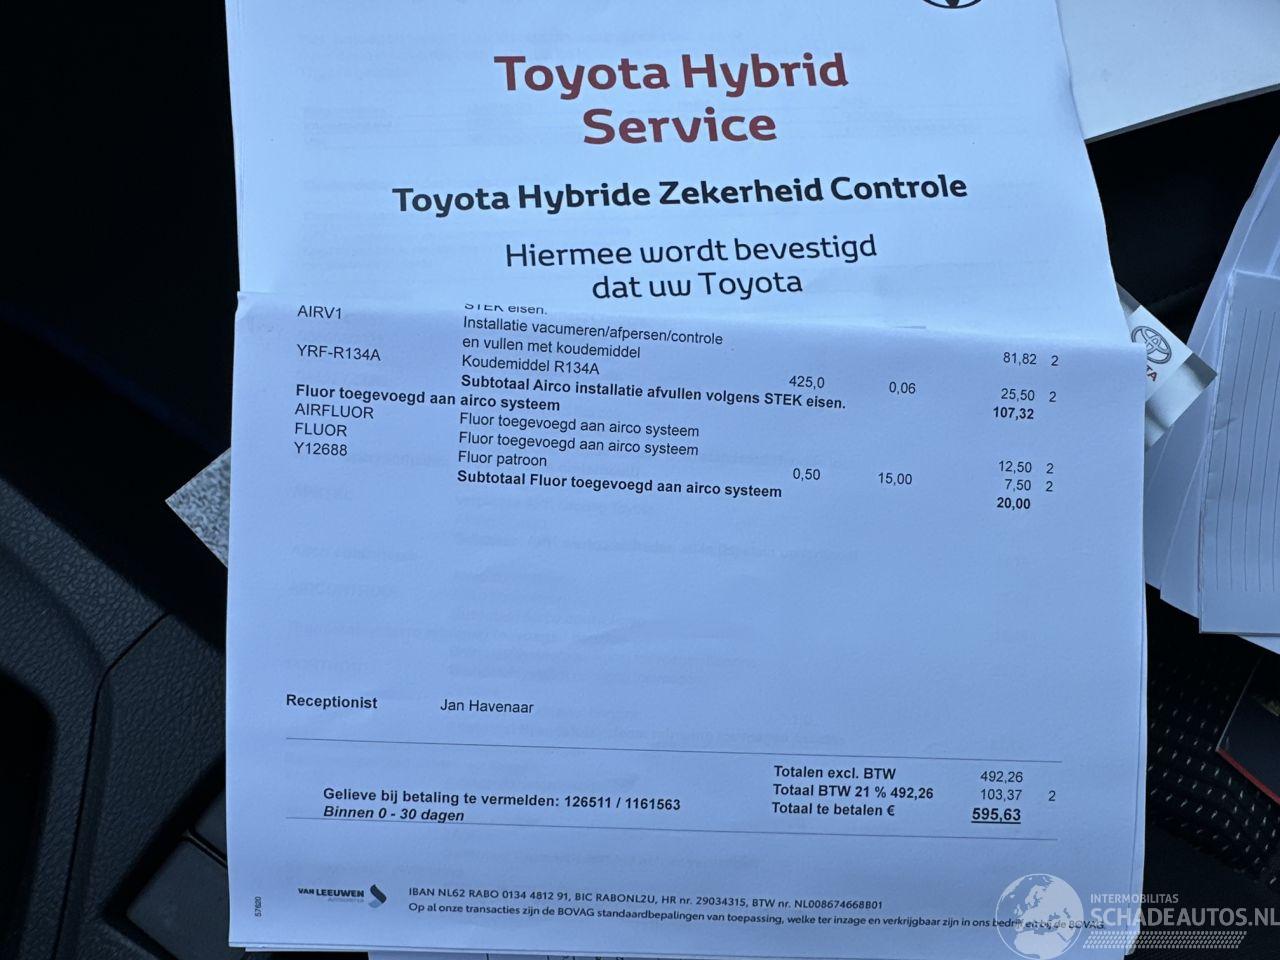 Toyota Hybrid
Service
Toyota Hybride Zekerheid Controle
Hiermee wordt bevestigd
dat uw Toyota
STEK eisen.
AIRV1 Installatie vacumeren/afpersen/controle
en vullen met koudemiddel 81,82 2
YRF-R134A Koudemiddel R134A 425,0 0,06 25,50 2
Subtotaal Airco installatie afvullen volgens STEK eisen. 107,32
Fluor toegevoegd aan airco systeem
AIRFLUOR Fluor toegevoegd aan airco systeem
FLUOR Fluor toegevoegd aan airco systeem 12,50 2
Y12688 Fluor patroon 0,50 15,00 7,50 2
Subtotaal Fluor toegevoegd aan airco systeem 20,00
Receptionist Jan Havenaar
Totalen excl. BTW 492,26
Totaal BTW 21 % 492,26 103,37 2
Totaal te betalen € 595,63
Gelieve bij betaling te vermelden: 126511 / 1161563
Binnen 0 - 30 dagen
57620
VAN LEEUWEN
IBAN NL62 RABO 0134 4812 91, BIC RABONL2U, HR nr. 29034315, BTW nr. NL008674668B01
Op al onze transacties zijn de BOVAG standaardbepalingen van toepassing, welke ter inzage en verkrijgbaar zijn in ons bedrijf en bij de BOVAG.
INTERMOBILITAS
SCHADEAUTOS.NL